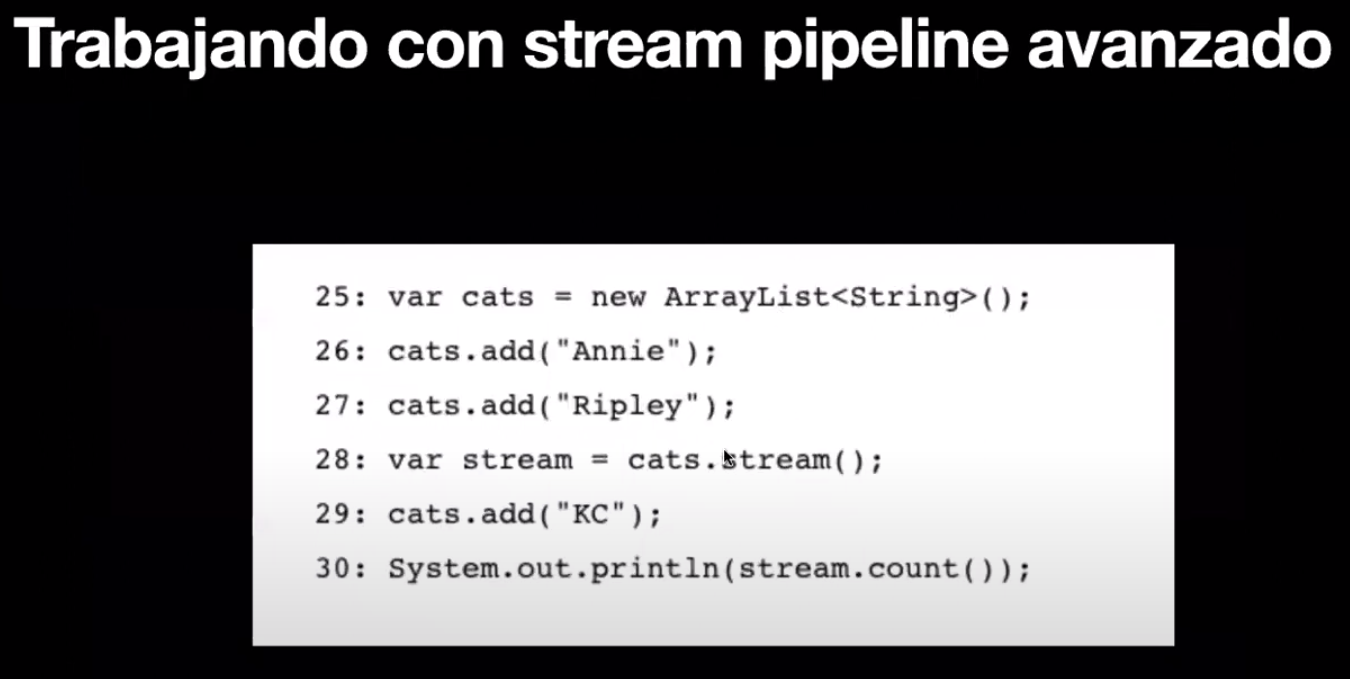 Trabajando con stream pipeline avanzado
25: var cats = new ArrayList<String>();
26: cats.add("Annie");
27: cats.add("Ripley");
28: var stream = cats.stream();
29: cats.add("KC");
30: System.out.println(stream.count());